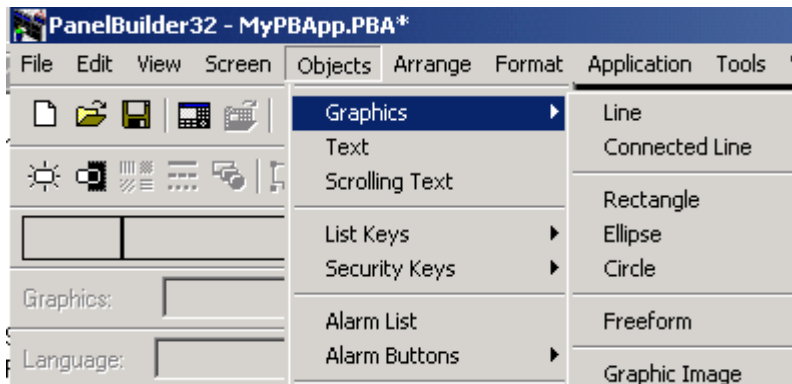 PanelBuilder32 - MyPBApp.PBA*
File Edit View Screen Objects Arrange Format Application Tools
Graphics
Text
Scrolling Text
List Keys
Security Keys
Alarm List
Alarm Buttons
Line
Connected Line
Rectangle
Ellipse
Circle
Freeform
Graphic Image
Graphics:
Language: